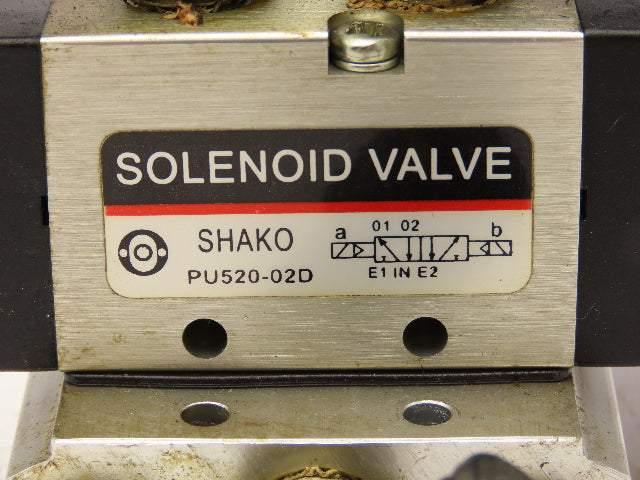 SOLENOID VALVE
SHAKO
PU520-02D
a 01 02 b
E1 IN E2